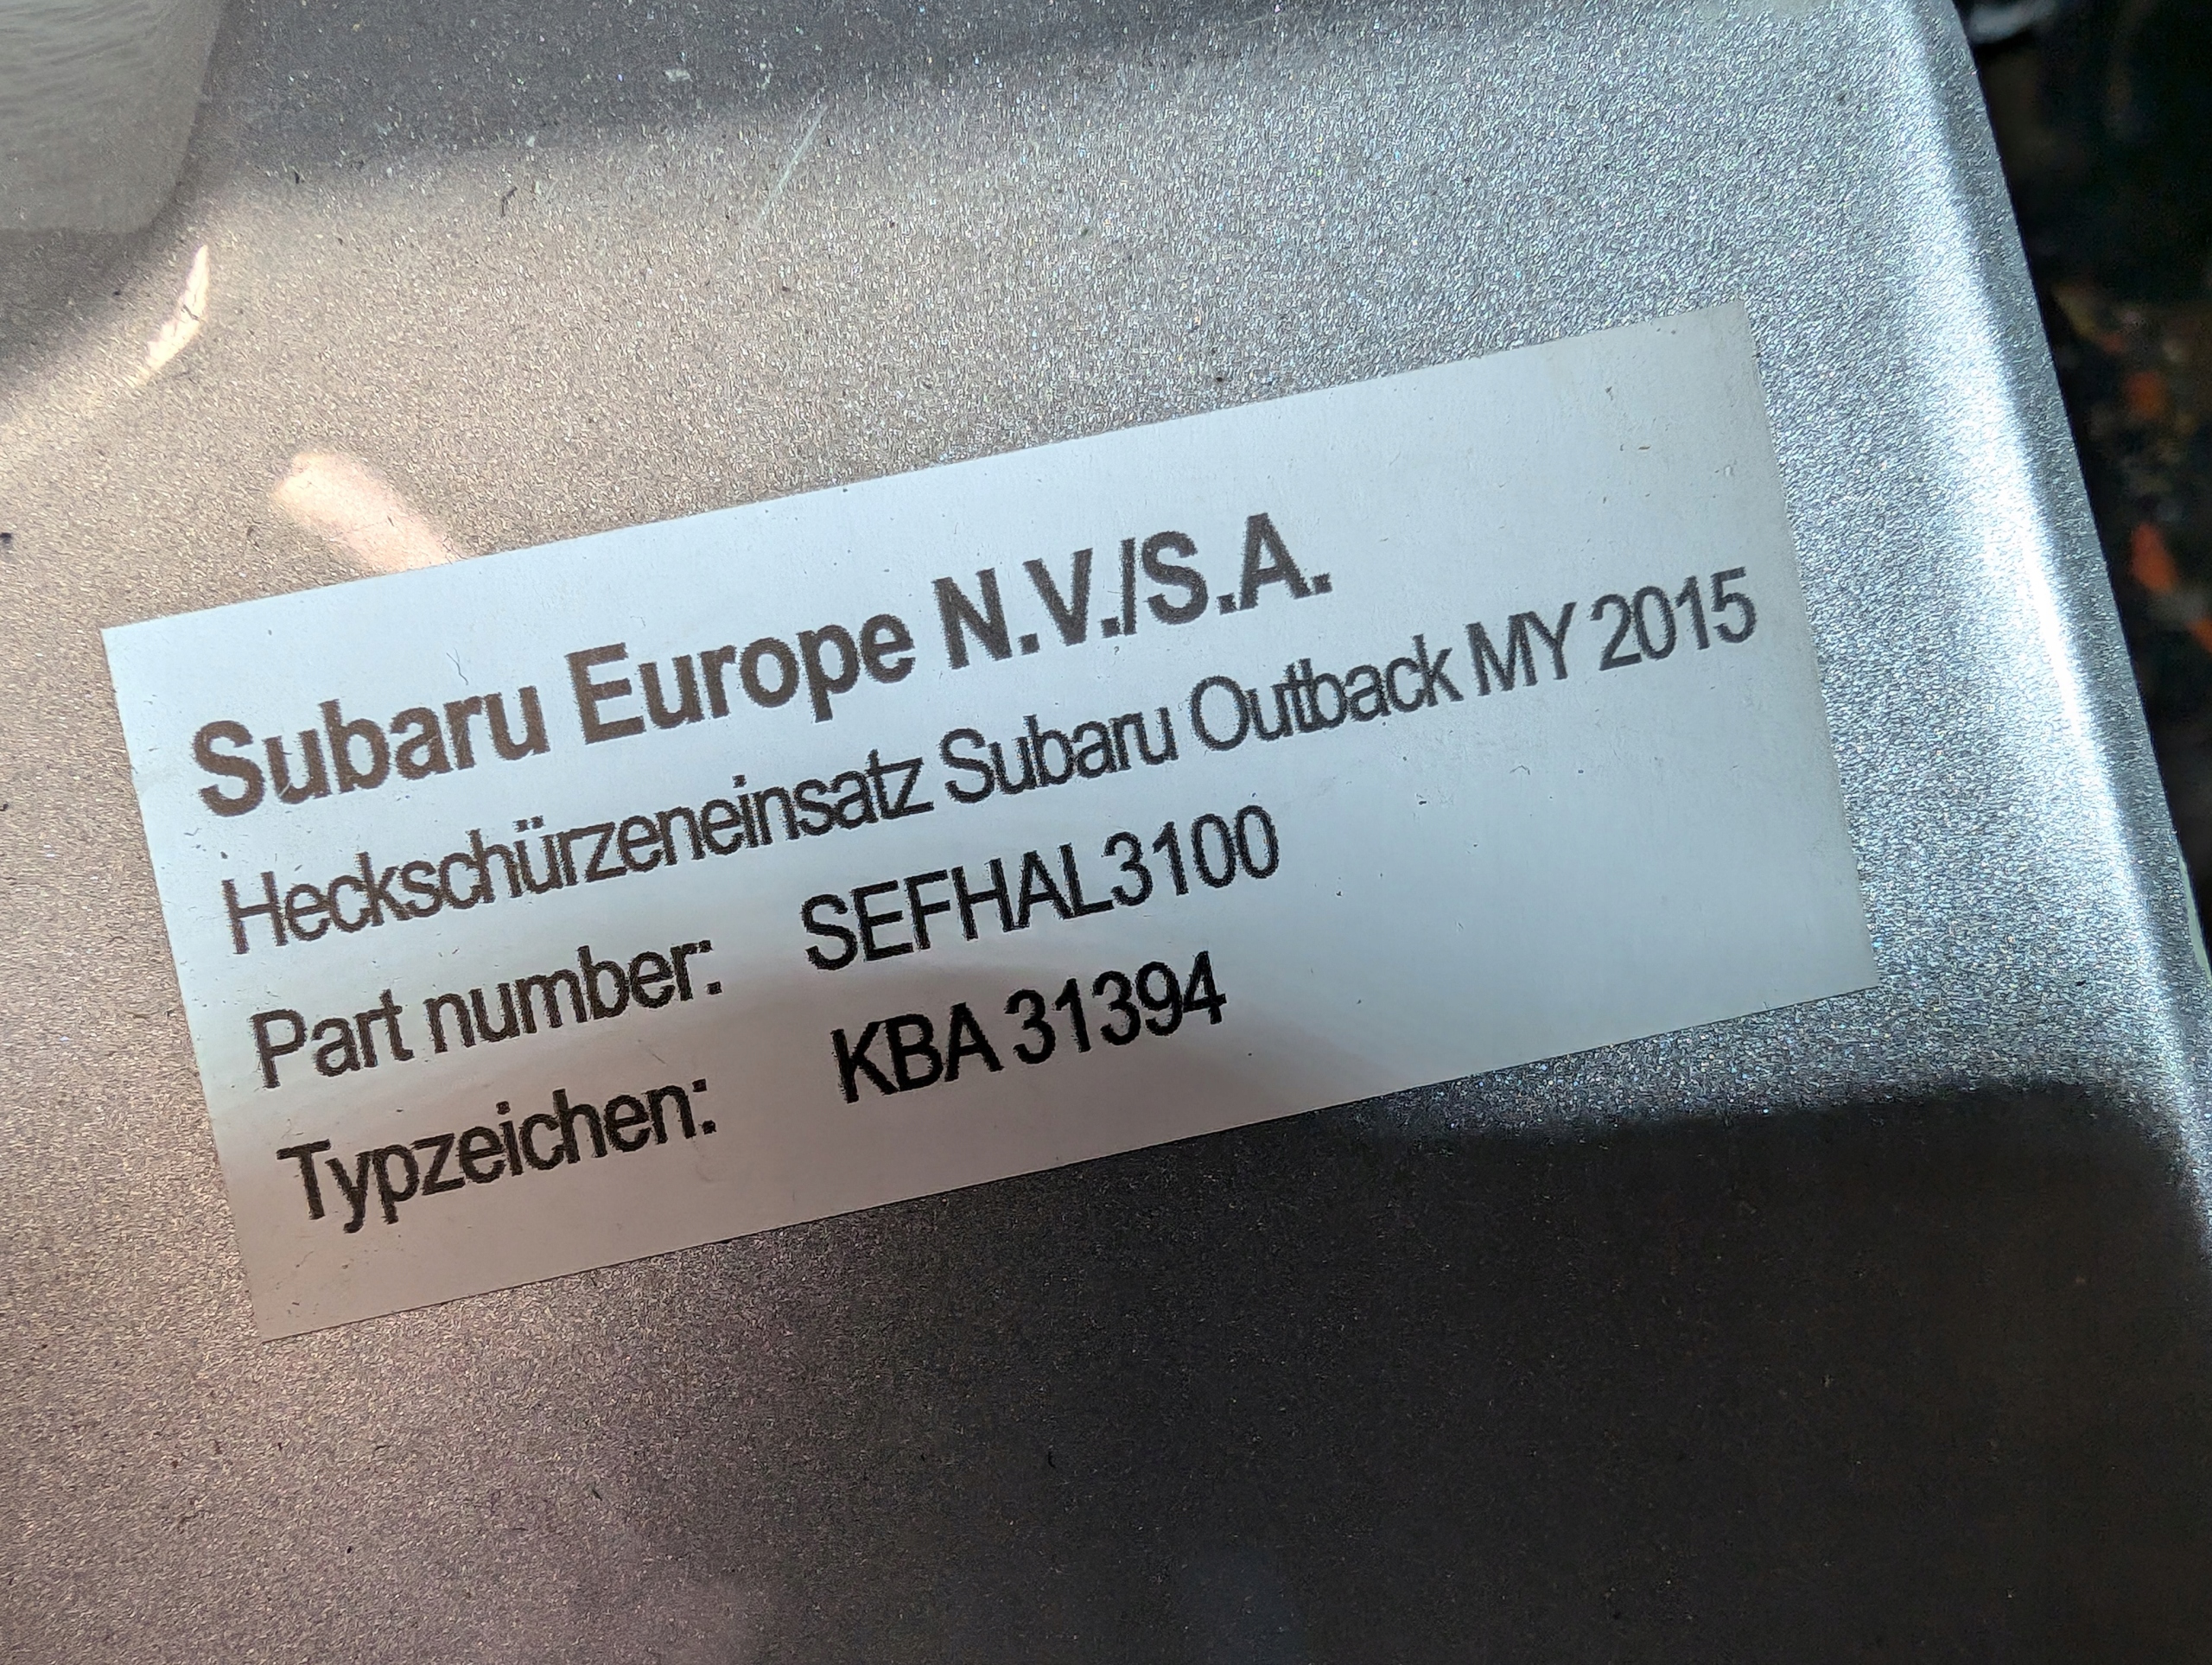 Subaru Europe N.V./S.A.
Heckschürzeneinsatz Subaru Outback MY 2015
Part number: SEFHAL3100
Typzeichen: KBA 31394